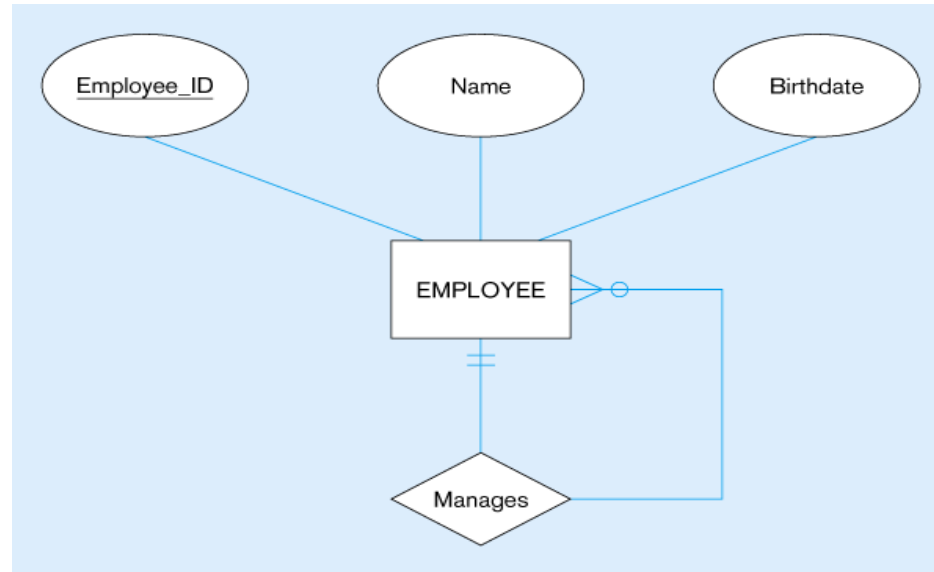 Employee_ID
Name
Birthdate
EMPLOYEE
Manages